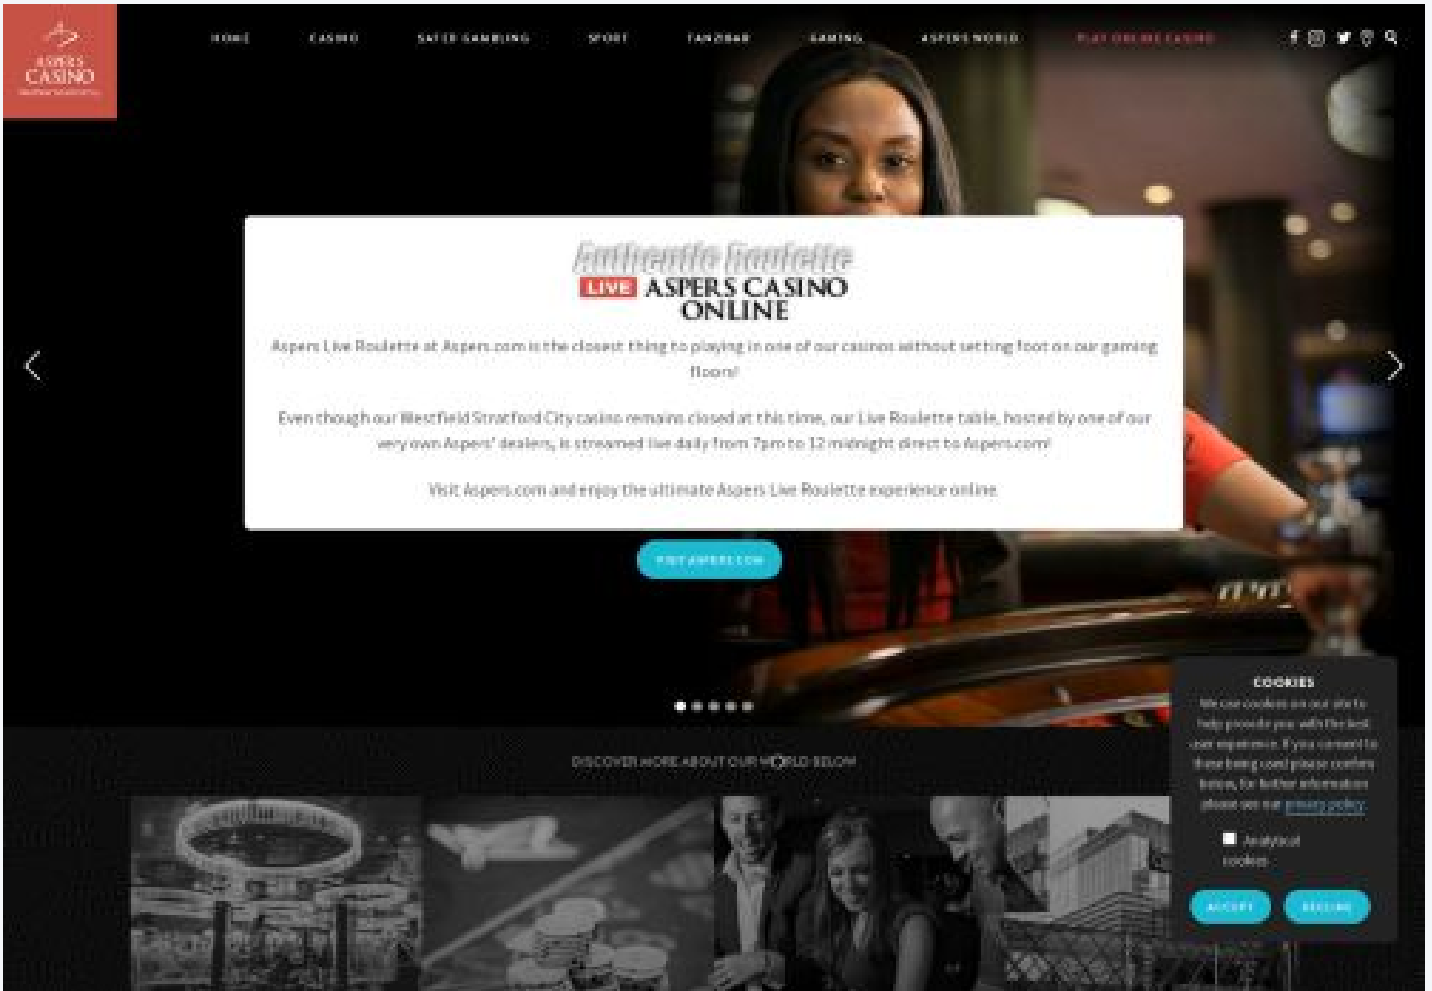 ASPERS
CASINO
HOME
CASINO
SAFER GAMBLING
SPORT
TANZIBAR
GAMING
ASPERS WORLD
PLAY ONLINE CASINO
Authentic Roulette
LIVE ASPERS CASINO
ONLINE
Aspers Live Roulette at Aspers.com is the closest thing to playing in one of our casinos without setting foot on our gaming
floors!
Even though our Westfield Stratford City casino remains closed at this time, our Live Roulette table, hosted by one of our
very own Aspers' dealers, is streamed live daily from 7pm to 12 midnight direct to Aspers.com!
Visit Aspers.com and enjoy the ultimate Aspers Live Roulette experience online
VISIT ASPERS.COM
DISCOVER MORE ABOUT OUR WORLD BELOW
COOKIES
We use cookies on our site to
help provide you with the best
user experience. If you consent to
these being used please confirm
below, for further information
please see our privacy policy.
Analytical
cookies
ACCEPT
DECLINE